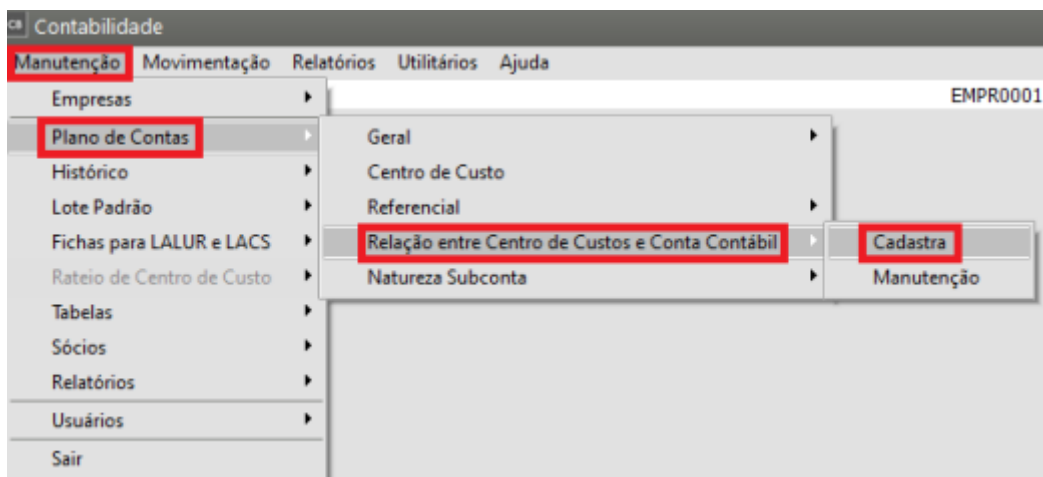 CB Contabilidade
Manutenção Movimentação Relatórios Utilitários Ajuda
EMPR0001
Empresas
Plano de Contas
Histórico
Lote Padrão
Fichas para LALUR e LACS
Rateio de Centro de Custo
Tabelas
Sócios
Relatórios
Usuários
Sair
Geral
Centro de Custo
Referencial
Relação entre Centro de Custos e Conta Contábil
Natureza Subconta
Cadastra
Manutenção